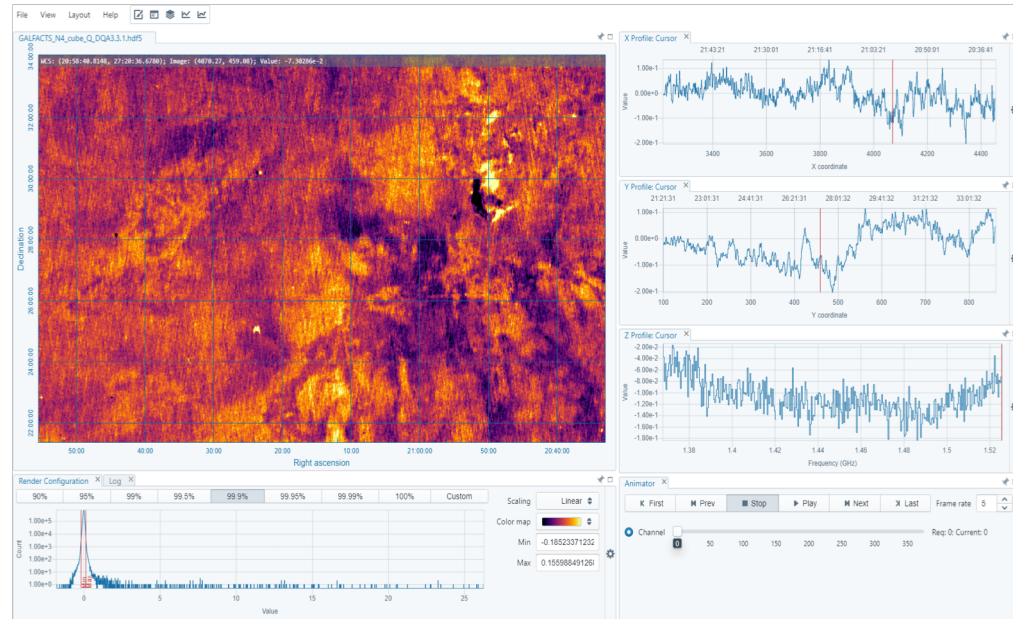 File View Layout Help
GALFACTS_N4_cube_Q_DQA3.3.1.hdf5
WCS: (20:58:40.8148, 27:20:36.6780); Image: (4070.27, 459.08); Value: -7.30286e-2
34:00:00
32:00:00
30:00:00
28:00:00
26:00:00
24:00:00
22:00:00
Declination
50:00 40:00 30:00 20:00 10:00 21:00:00 50:00 20:40:00
Right ascension
X Profile: Cursor
21:43:21 21:30:01 21:16:41 21:03:21 20:50:01 20:36:41
1.00e-1
0.00e+0
-1.00e-1
-2.00e-1
Value
3400 3600 3800 4000 4200 4400
X coordinate
Y Profile: Cursor
21:21:31 23:01:31 24:41:31 26:21:31 28:01:32 29:41:32 31:21:32 33:01:32
1.00e-1
0.00e+0
-1.00e-1
-2.00e-1
Value
100 200 300 400 500 600 700 800
Y coordinate
Z Profile: Cursor
-2.00e-2
-4.00e-2
-6.00e-2
-8.00e-2
-1.00e-1
-1.20e-1
-1.40e-1
-1.60e-1
-1.80e-1
Value
1.38 1.4 1.42 1.44 1.46 1.48 1.5 1.52
Frequency (GHz)
Render Configuration Log
90% 95% 99% 99.5% 99.9% 99.95% 99.99% 100% Custom
1.00e+5
1.00e+4
1.00e+3
1.00e+2
1.00e+1
1.00e+0
Count
0 5 10 15 20 25
Value
Scaling Linear
Color map
Min -0.18523371232
Max 0.1559884912
Animator
First Prev Stop Play Next Last Frame rate 5
Channel Req: 0: Current: 0
0 50 100 150 200 250 300 350